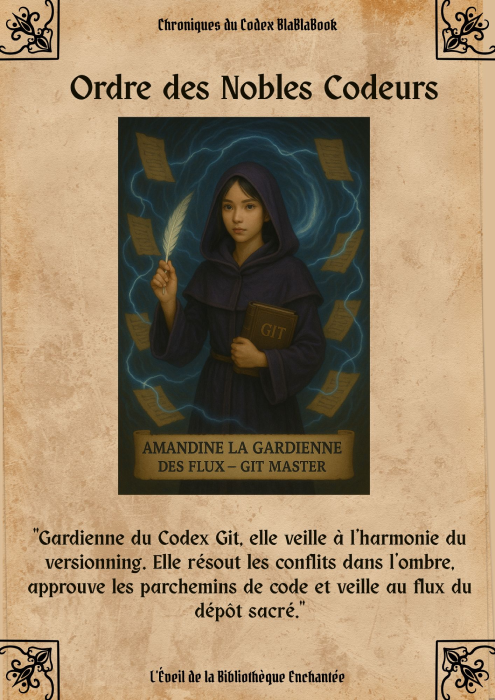 Chroniques du Codex BlaBlaBook
Ordre des Nobles Codeurs
GIT
AMANDINE LA GARDIENNE
DES FLUX – GIT MASTER
"Gardienne du Codex Git, elle veille à l'harmonie du
versionning. Elle résout les conflits dans l'ombre,
approuve les parchemins de code et veille au flux du
dépôt sacré."
L'Éveil de la Bibliothèque Enchantée